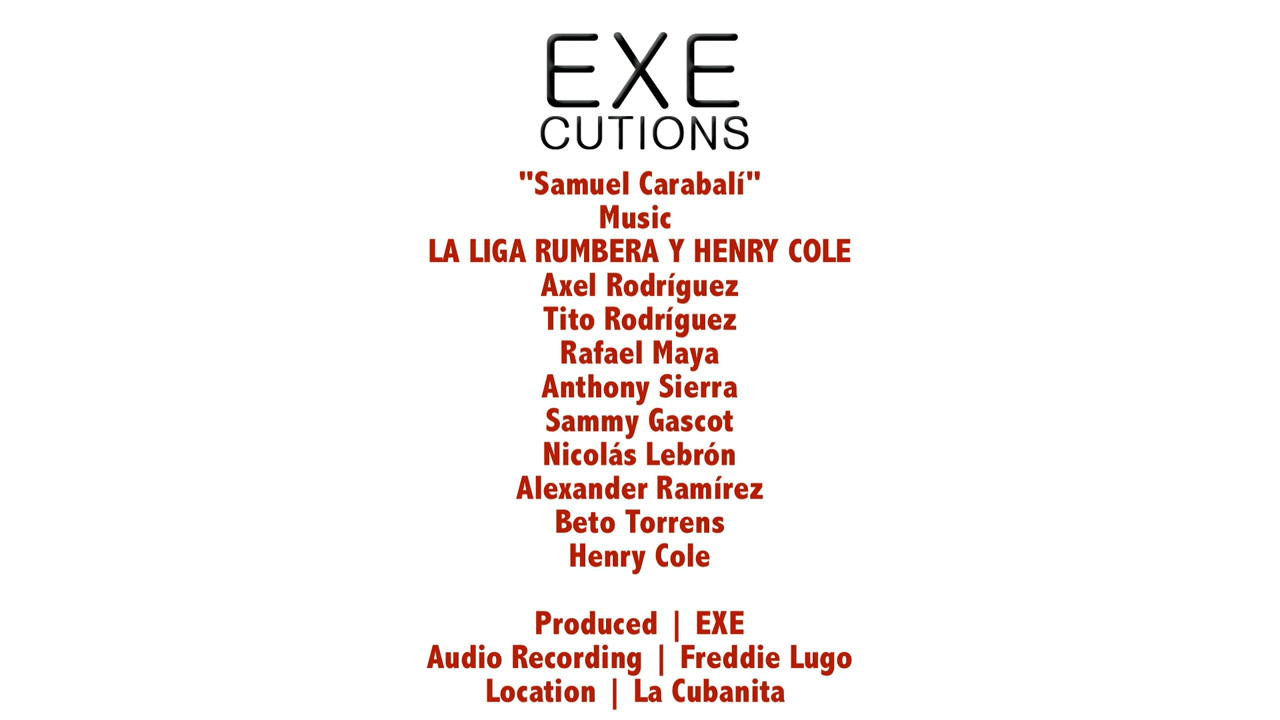 EXE
CUTIONS
"Samuel Carabalí"
Music
LA LIGA RUMBERA Y HENRY COLE
Axel Rodríguez
Tito Rodríguez
Rafael Maya
Anthony Sierra
Sammy Gascot
Nicolás Lebrón
Alexander Ramírez
Beto Torrens
Henry Cole
Produced | EXE
Audio Recording | Freddie Lugo
Location | La Cubanita